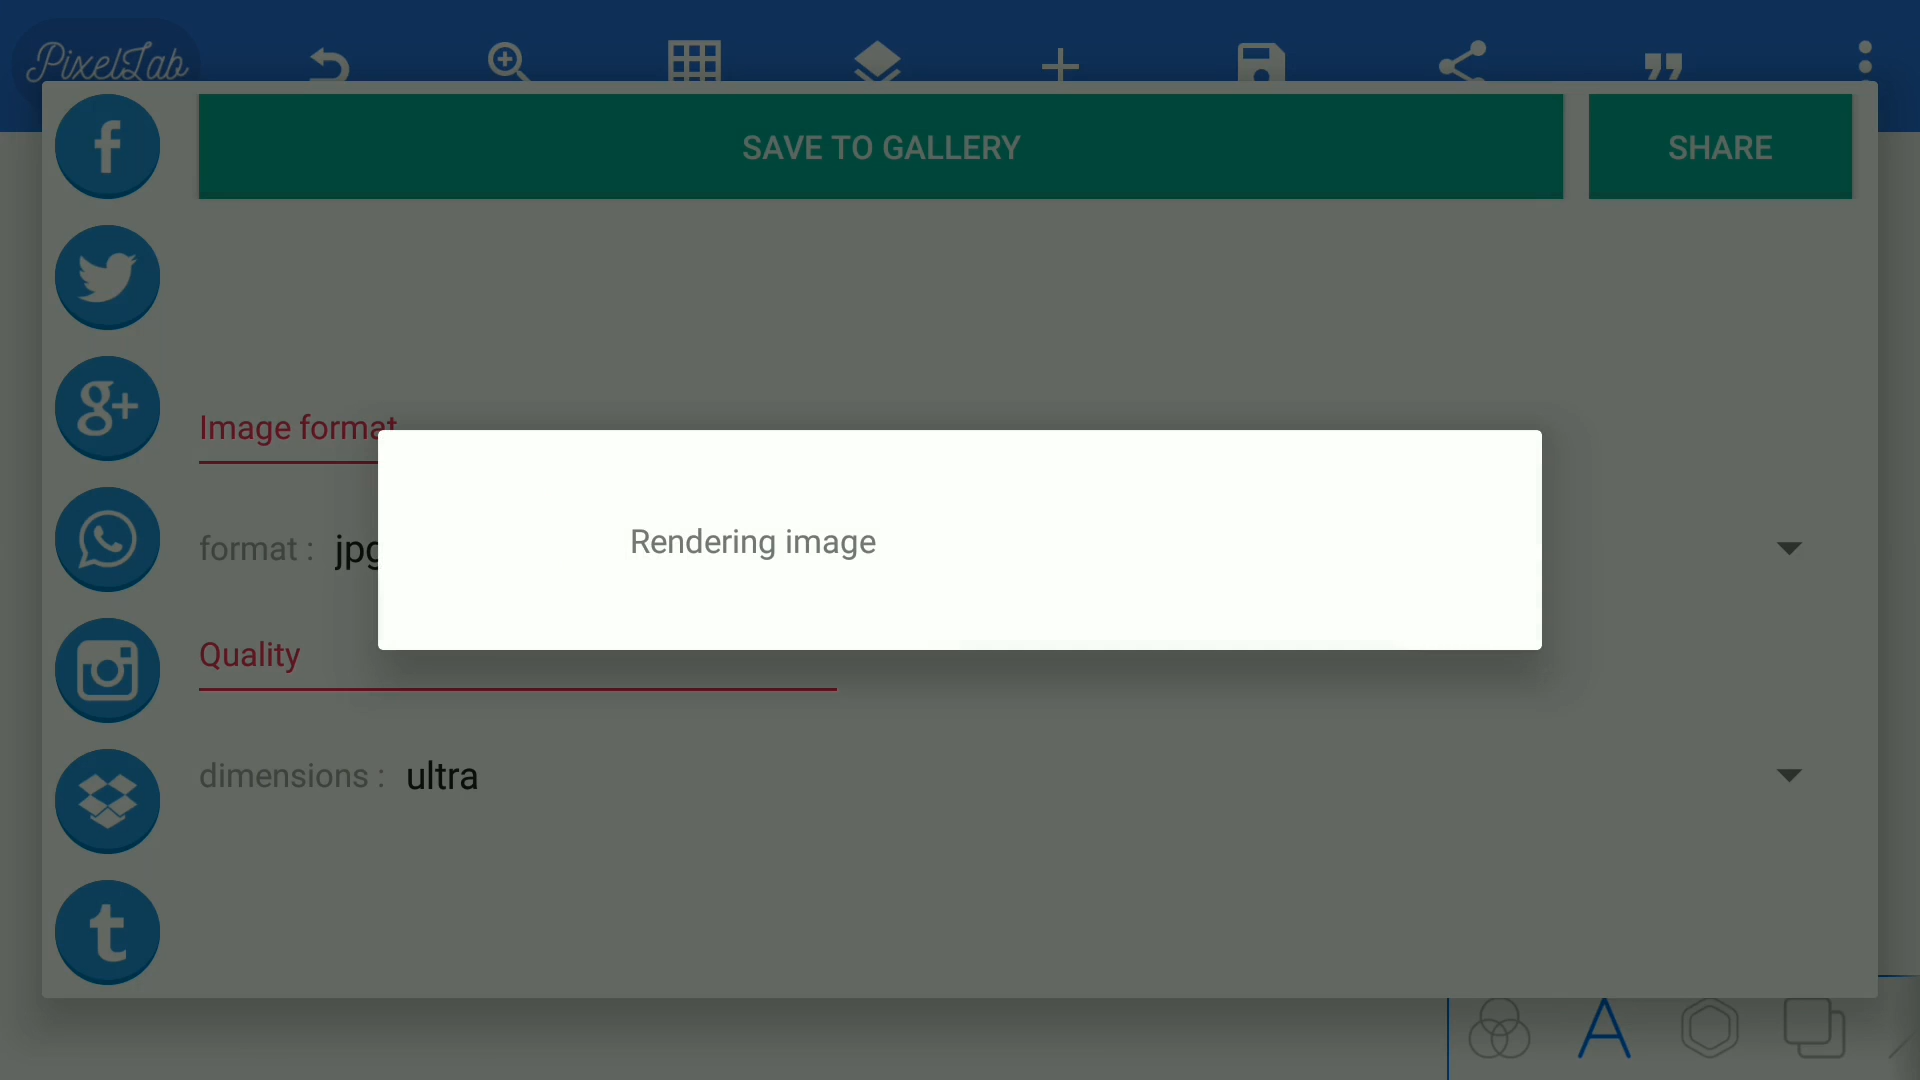 PixelLab
SAVE TO GALLERY
SHARE
Image format
format : jpg
Rendering image
Quality
dimensions : ultra